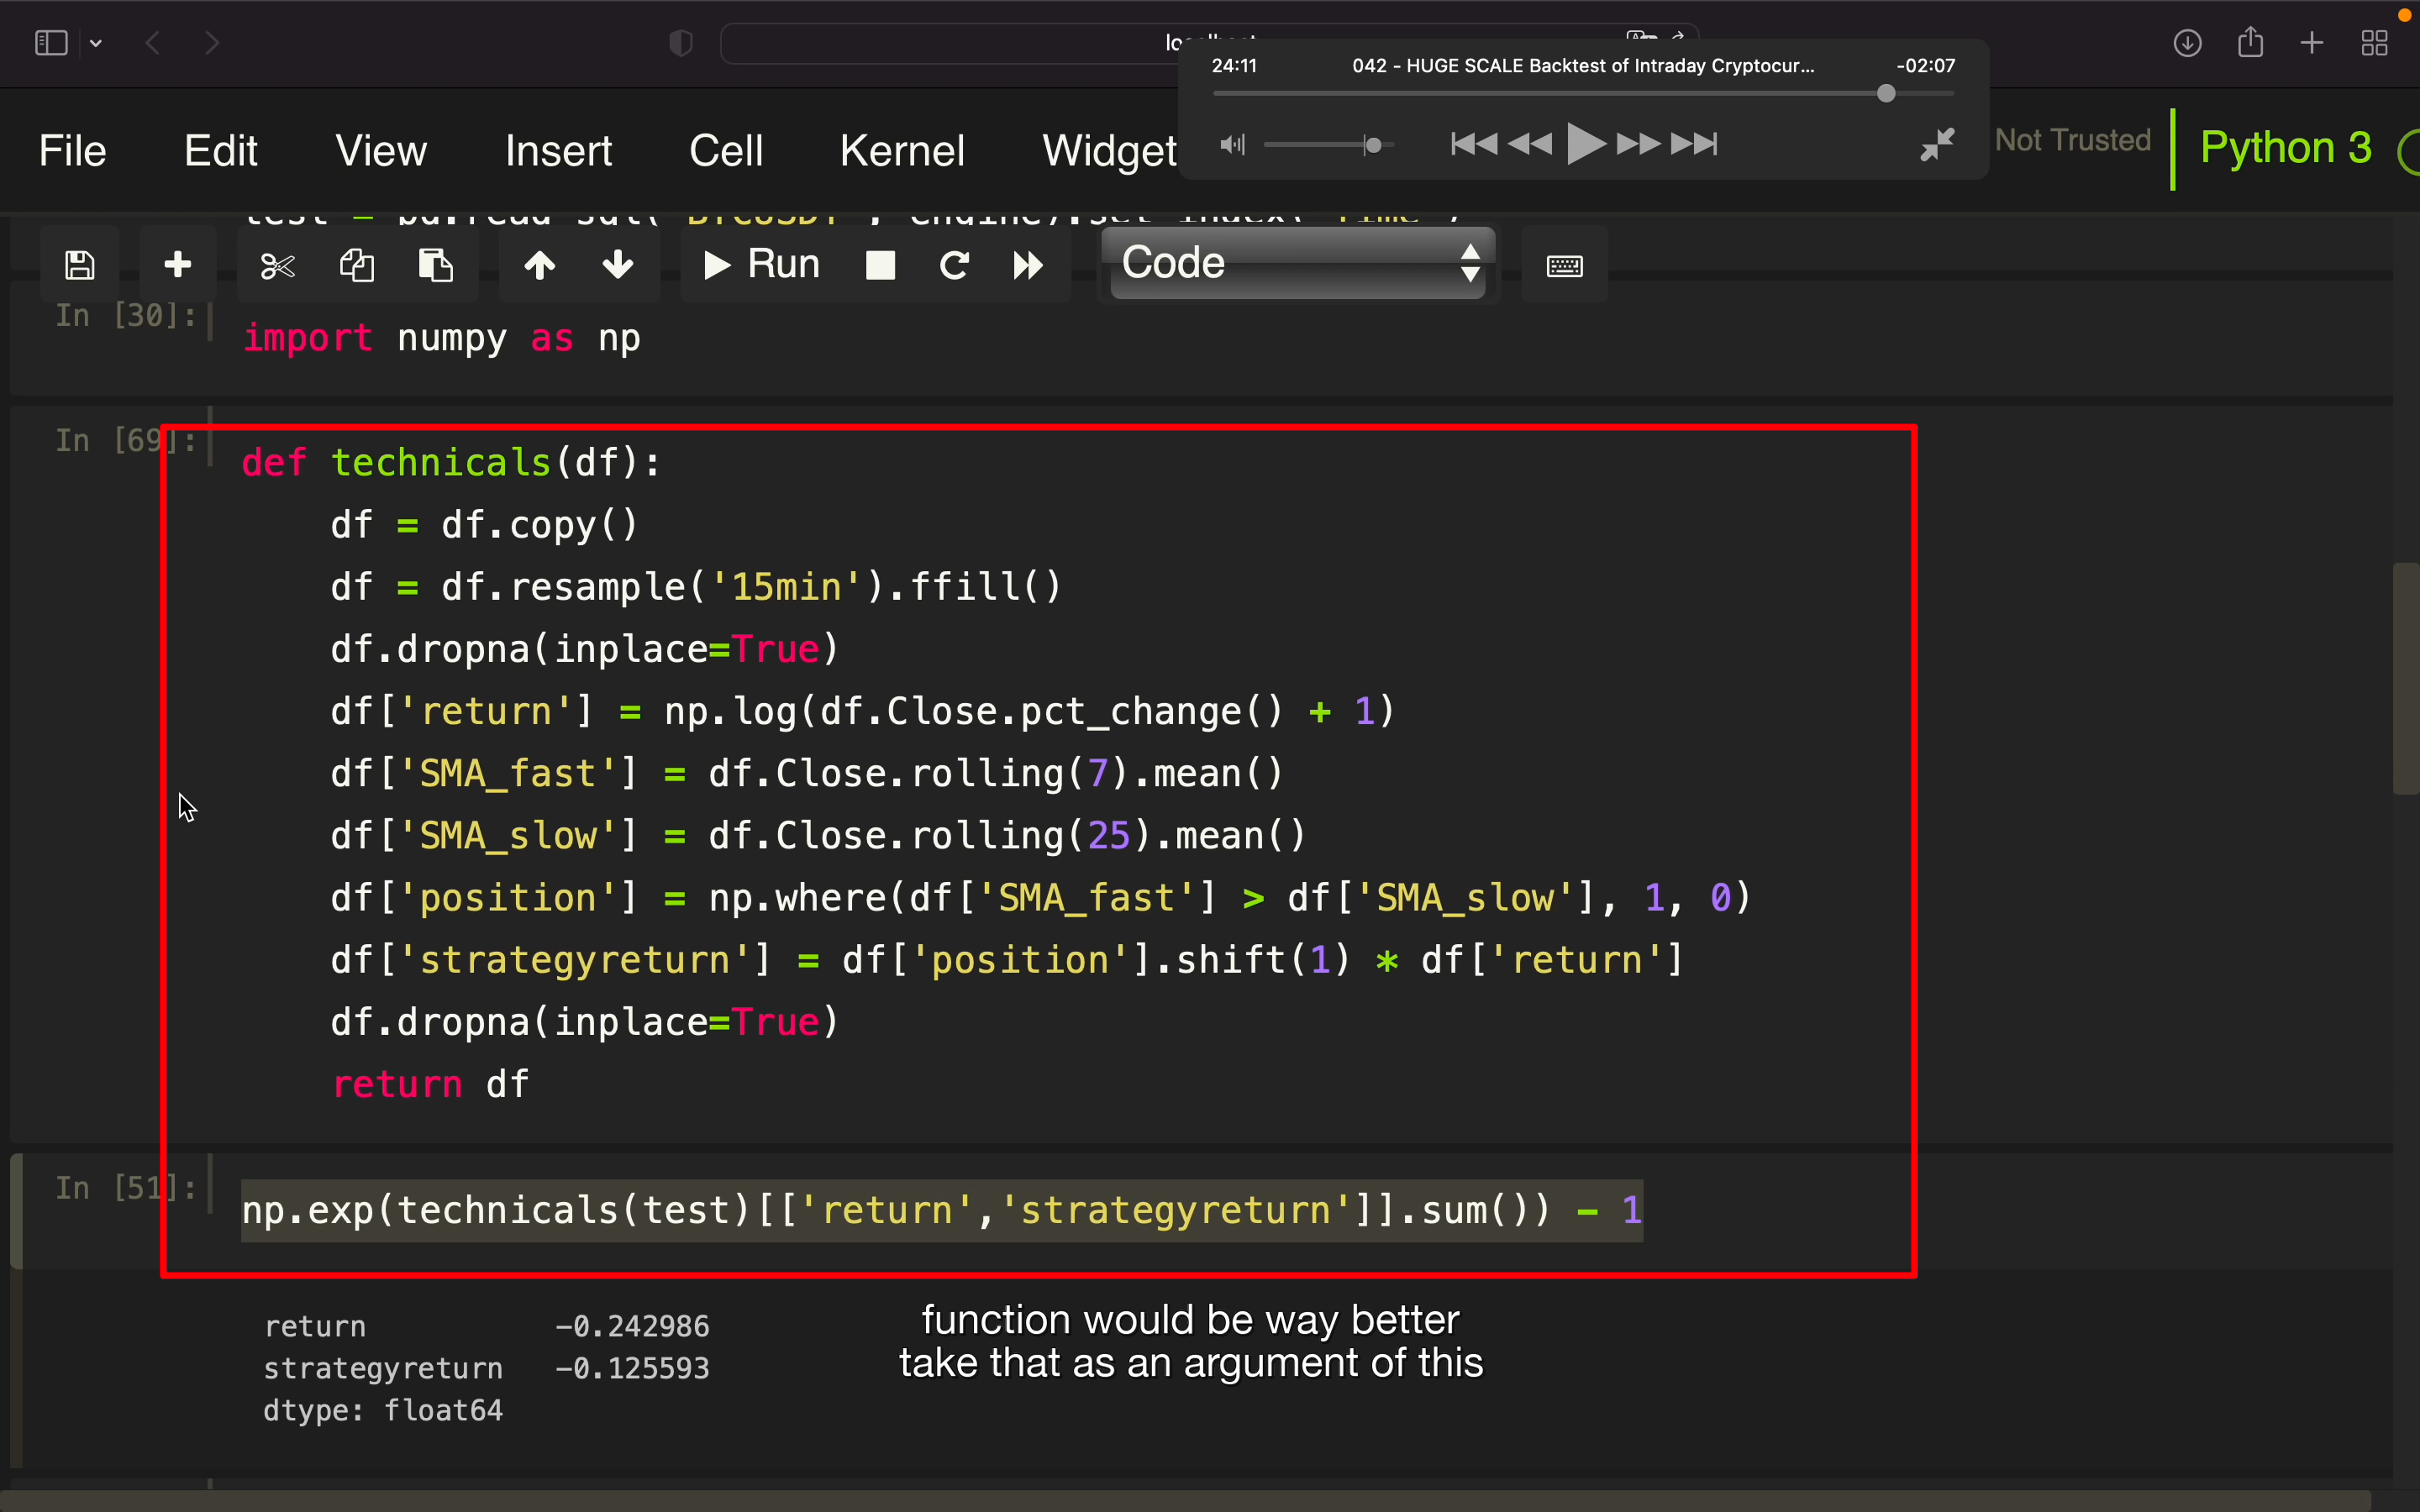 24:11 042 - HUGE SCALE Backtest of Intraday Cryptocur... -02:07
File Edit View Insert Cell Kernel Widget Not Trusted Python 3
Run Code
In [30]: import numpy as np
In [69]: def technicals(df):
df = df.copy()
df = df.resample('15min').ffill()
df.dropna(inplace=True)
df['return'] = np.log(df.Close.pct_change() + 1)
df['SMA_fast'] = df.Close.rolling(7).mean()
df['SMA_slow'] = df.Close.rolling(25).mean()
df['position'] = np.where(df['SMA_fast'] > df['SMA_slow'], 1, 0)
df['strategyreturn'] = df['position'].shift(1) * df['return']
df.dropna(inplace=True)
return df
In [51]: np.exp(technicals(test)[['return','strategyreturn']].sum()) - 1
return -0.242986
strategyreturn -0.125593
dtype: float64
function would be way better
take that as an argument of this